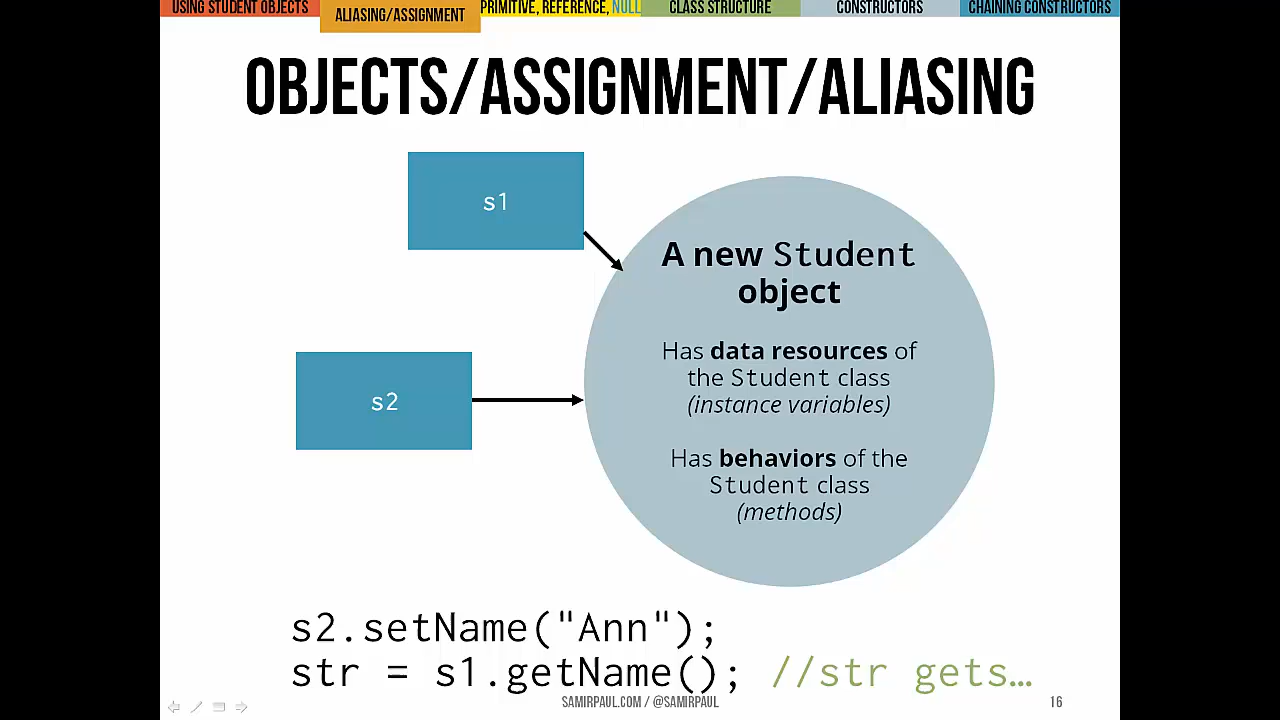 USING STUDENT OBJECTS
ALIASING/ASSIGNMENT
PRIMITIVE, REFERENCE, NULL
CLASS STRUCTURE
CONSTRUCTORS
CHAINING CONSTRUCTORS
OBJECTS/ASSIGNMENT/ALIASING
s1
s2
A new Student
object
Has data resources of
the Student class
(instance variables)
Has behaviors of the
Student class
(methods)
s2.setName("Ann");
str = s1.getName(); //str gets…
SAMIRPAUL.COM / @SAMIRPAUL
16